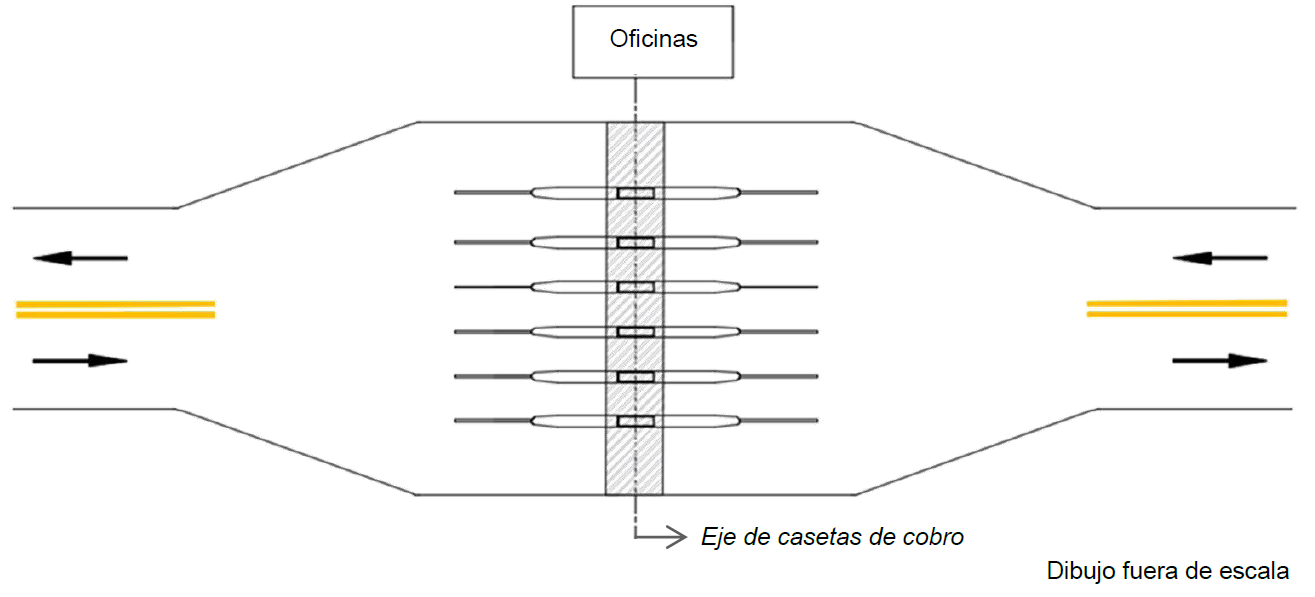 Oficinas
Eje de casetas de cobro
Dibujo fuera de escala